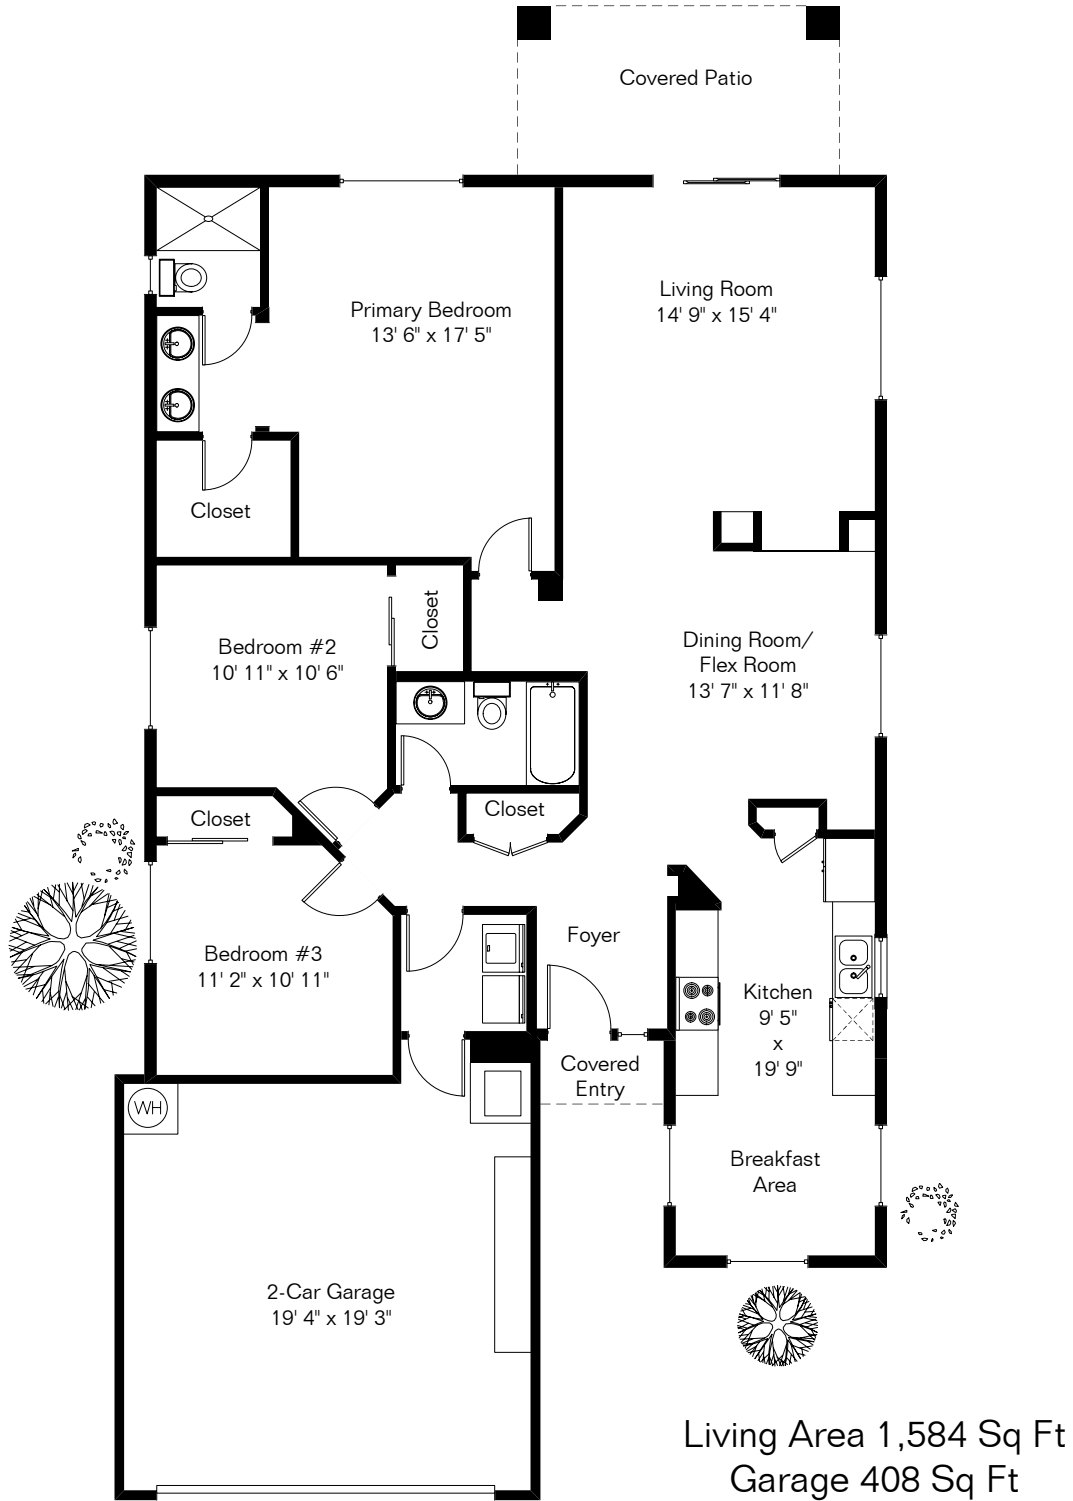 Covered Patio
Primary Bedroom
13' 6" x 17' 5"
Living Room
14' 9" x 15' 4"
Closet
Closet
Bedroom #2
10' 11" x 10' 6"
Dining Room/
Flex Room
13' 7" x 11' 8"
Closet
Closet
Bedroom #3
11' 2" x 10' 11"
Foyer
Kitchen
9' 5"
x
19' 9"
Covered
Entry
WH
Breakfast
Area
2-Car Garage
19' 4" x 19' 3"
Living Area 1,584 Sq Ft
Garage 408 Sq Ft